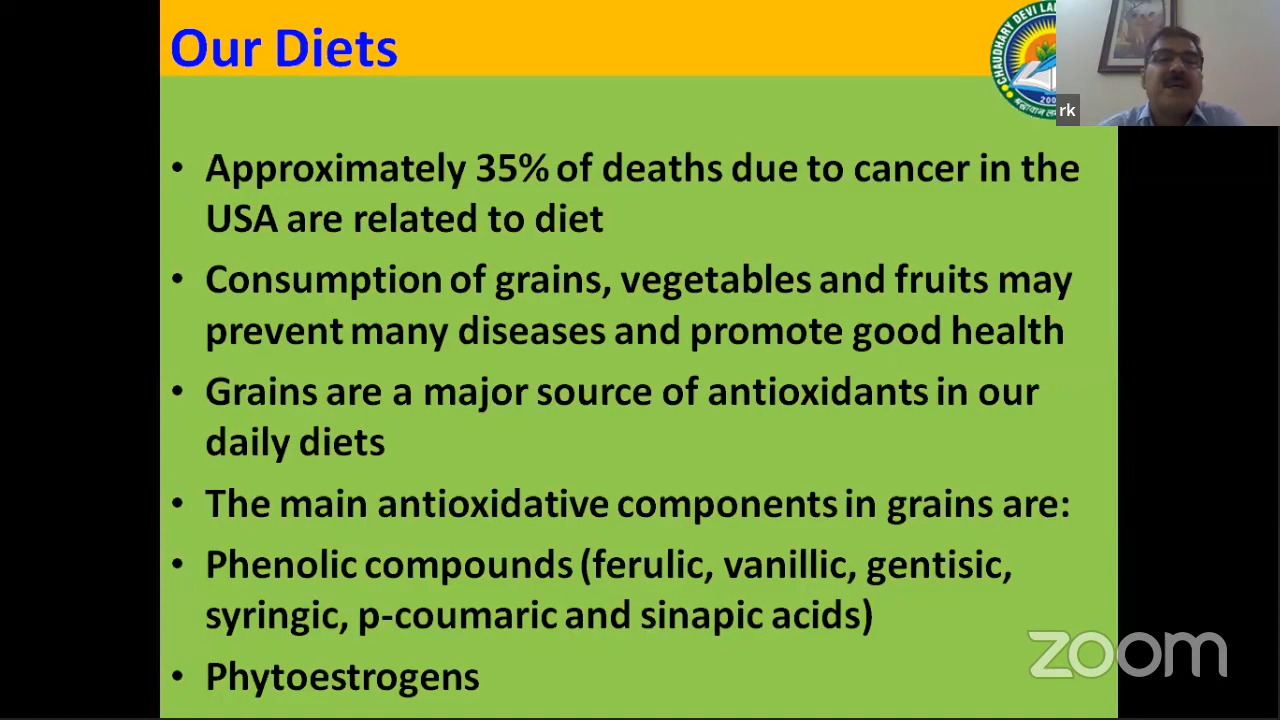 Our Diets
CHAUDHARY DEVI LA
rk
• Approximately 35% of deaths due to cancer in the
USA are related to diet
• Consumption of grains, vegetables and fruits may
prevent many diseases and promote good health
• Grains are a major source of antioxidants in our
daily diets
• The main antioxidative components in grains are:
• Phenolic compounds (ferulic, vanillic, gentisic,
syringic, p-coumaric and sinapic acids)
• Phytoestrogens
zoom